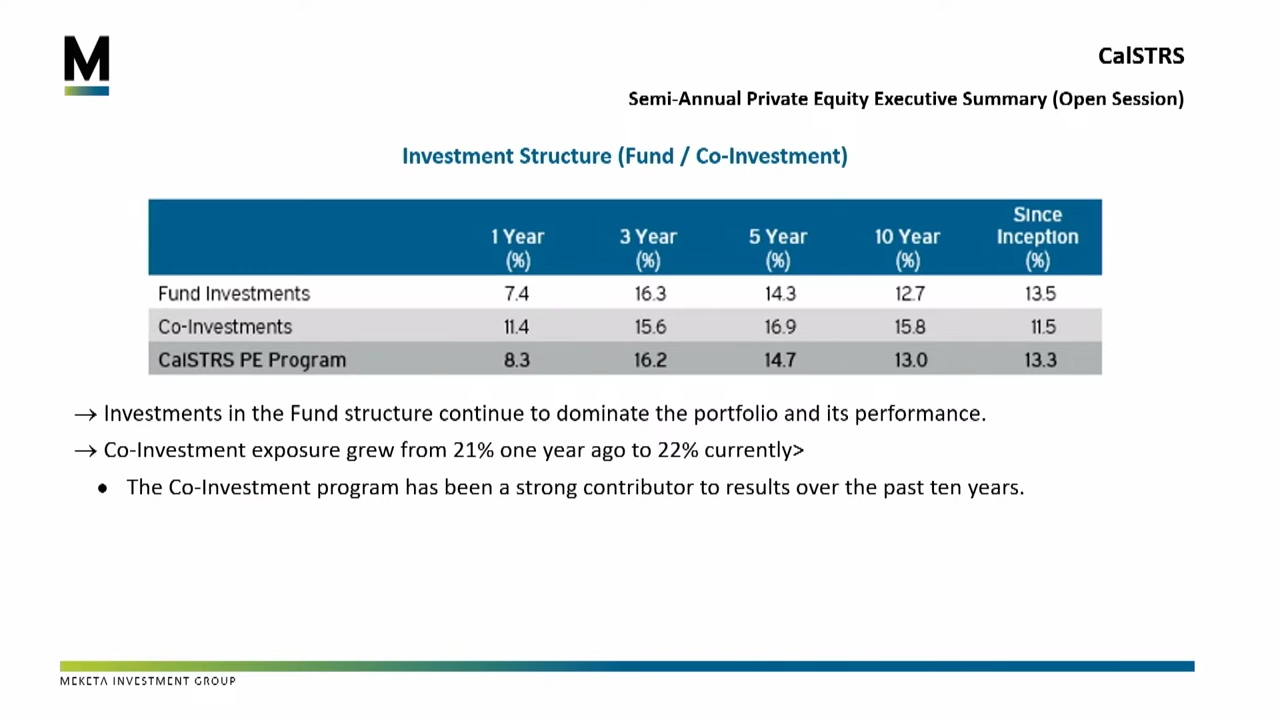 M
CalSTRS
Semi-Annual Private Equity Executive Summary (Open Session)
Investment Structure (Fund / Co-Investment)
1 Year (%) 3 Year (%) 5 Year (%) 10 Year (%) Since Inception (%)
Fund Investments 7.4 16.3 14.3 12.7 13.5
Co-Investments 11.4 15.6 16.9 15.8 11.5
CalSTRS PE Program 8.3 16.2 14.7 13.0 13.3
→ Investments in the Fund structure continue to dominate the portfolio and its performance.
→ Co-Investment exposure grew from 21% one year ago to 22% currently>
• The Co-Investment program has been a strong contributor to results over the past ten years.
MEKETA INVESTMENT GROUP